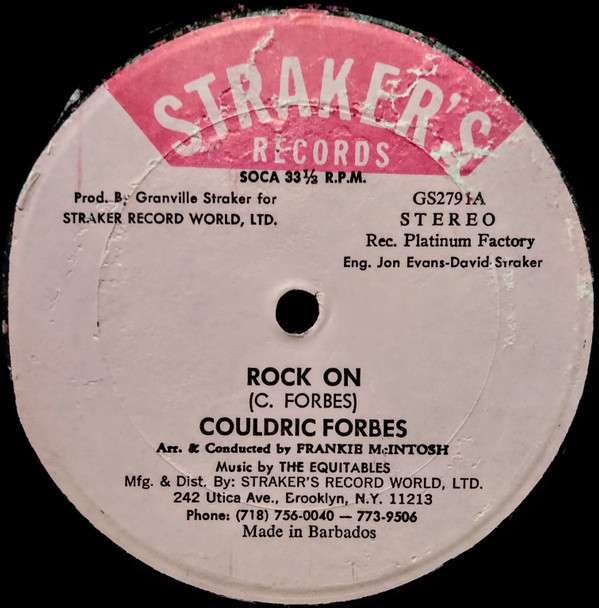 STRAKER'S
RECORDS
SOCA 33⅓ R.P.M.
Prod. By Granville Straker for
STRAKER RECORD WORLD, LTD.
GS2791A
STEREO
Rec. Platinum Factory
Eng. Jon Evans-David Straker
ROCK ON
(C. FORBES)
COULDRIC FORBES
Arr. & Conducted by FRANKIE McINTOSH
Music by THE EQUITABLES
Mfg. & Dist. By: STRAKER'S RECORD WORLD, LTD.
242 Utica Ave., Brooklyn, N.Y. 11213
Phone: (718) 756-0040 — 773-9506
Made in Barbados